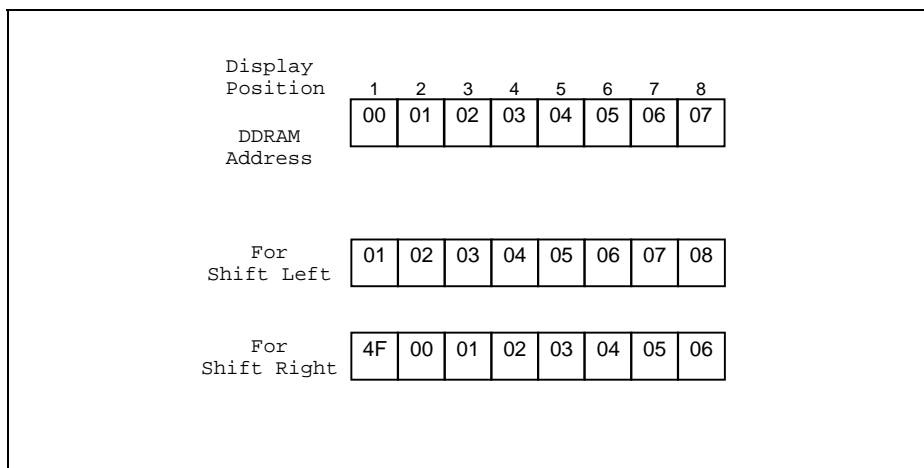 Display
Position 1 2 3 4 5 6 7 8
00 01 02 03 04 05 06 07
DDRAM
Address
For
Shift Left 01 02 03 04 05 06 07 08
For
Shift Right 4F 00 01 02 03 04 05 06